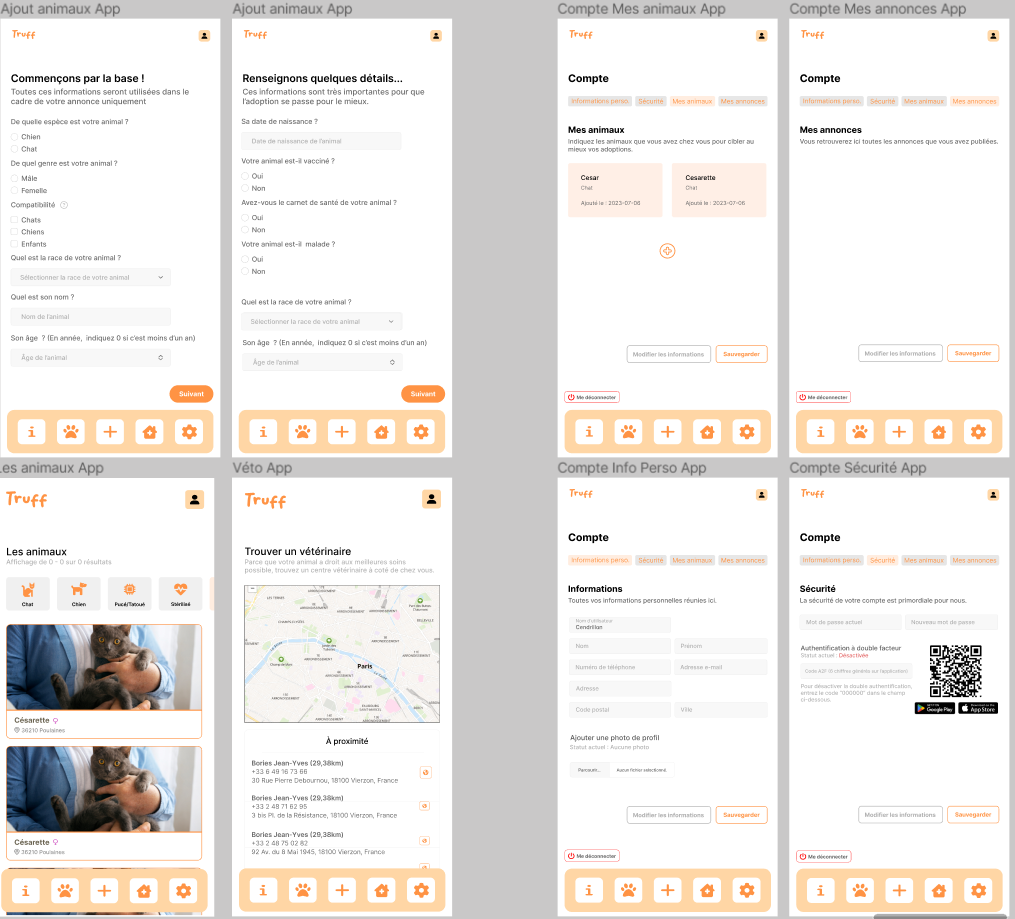 Ajout animaux App
Truff
Commençons par la base !
Toutes ces informations seront utilisées dans le
cadre de votre annonce uniquement
De quelle espèce est votre animal ?
Chien
Chat
De quel genre est votre animal ?
Mâle
Femelle
Compatibilité ?
Chats
Chiens
Enfants
Quel est la race de votre animal ?
Sélectionner la race de votre animal
Quel est son nom ?
Nom de l'animal
Son âge ? (En année, indiquez 0 si c'est moins d'un an)
Âge de l'animal
Suivant
i
Ajout animaux App
Truff
Renseignons quelques détails...
Ces informations sont très importantes pour que
l'adoption se passe pour le mieux.
Sa date de naissance ?
Date de naissance de l'animal
Votre animal est-il vacciné ?
Oui
Non
Avez-vous le carnet de santé de votre animal ?
Oui
Non
Votre animal est-il malade ?
Oui
Non
Quel est la race de votre animal ?
Sélectionner la race de votre animal
Son âge ? (En année, indiquez 0 si c'est moins d'un an)
Âge de l'animal
Suivant
i
Compte Mes animaux App
Truff
Compte
Informations perso. Sécurité Mes animaux Mes annonces
Mes animaux
Indiquez les animaux que vous avez chez vous pour cibler au
mieux vos adoptions.
Cesar
Chat
Ajouté le : 2023-07-06
Cesarette
Chat
Ajouté le : 2023-07-06
Modifier les informations Sauvegarder
Me déconnecter
i
Compte Mes annonces App
Truff
Compte
Informations perso. Sécurité Mes animaux Mes annonces
Mes annonces
Vous retrouverez ici toutes les annonces que vous avez publiées.
Modifier les informations Sauvegarder
Me déconnecter
i
Les animaux App
Truff
Les animaux
Affichage de 0 - 0 sur 0 résultats
Chat Chien Pucé/Tatoué Stérilisé
Césarette
36210 Poulaines
Césarette
36210 Poulaines
i
Véto App
Truff
Trouver un vétérinaire
Parce que votre animal a droit aux meilleures soins
possible, trouvez un centre vétérinaire à coté de chez vous.
Paris
À proximité
Bories Jean-Yves (29,38km)
+33 6 49 16 73 66
30 Rue Pierre Debournou, 18100 Vierzon, France
Bories Jean-Yves (29,38km)
+33 2 48 71 62 95
3 bis Pl. de la Résistance, 18100 Vierzon, France
Bories Jean-Yves (29,38km)
+33 2 48 75 02 82
92 Av. du 8 Mai 1945, 18100 Vierzon, France
i
Compte Info Perso App
Truff
Compte
Informations perso. Sécurité Mes animaux Mes annonces
Informations
Toutes vos informations personnelles réunies ici.
Nom d'utilisateur
Cendrillon
Nom Prénom
Numéro de téléphone Adresse e-mail
Adresse
Code postal Ville
Ajouter une photo de profil
Statut actuel : Aucune photo
Parcourir... Aucun fichier sélectionné.
Modifier les informations Sauvegarder
Me déconnecter
i
Compte Sécurité App
Truff
Compte
Informations perso. Sécurité Mes animaux Mes annonces
Sécurité
La sécurité de votre compte est primordiale pour nous.
Mot de passe actuel Nouveau mot de passe
Authentification à double facteur
Statut actuel : Désactivée
Code A2F (6 chiffres générés sur l'application)
Pour désactiver le double authentification,
entrez le code "000000" dans le champ
ci-dessous.
Google Play App Store
Modifier les informations Sauvegarder
Me déconnecter
i